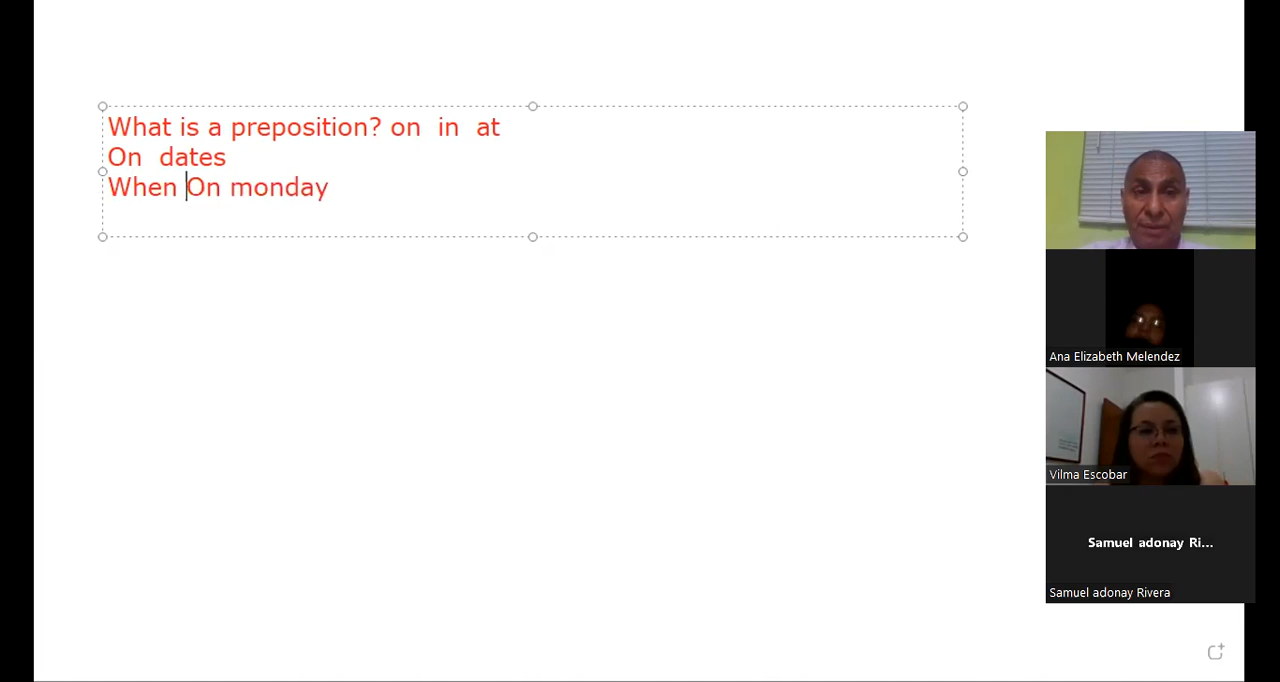 What is a preposition? on in at
On dates
When On monday
Ana Elizabeth Melendez
Vilma Escobar
Samuel adonay Ri...
Samuel adonay Rivera